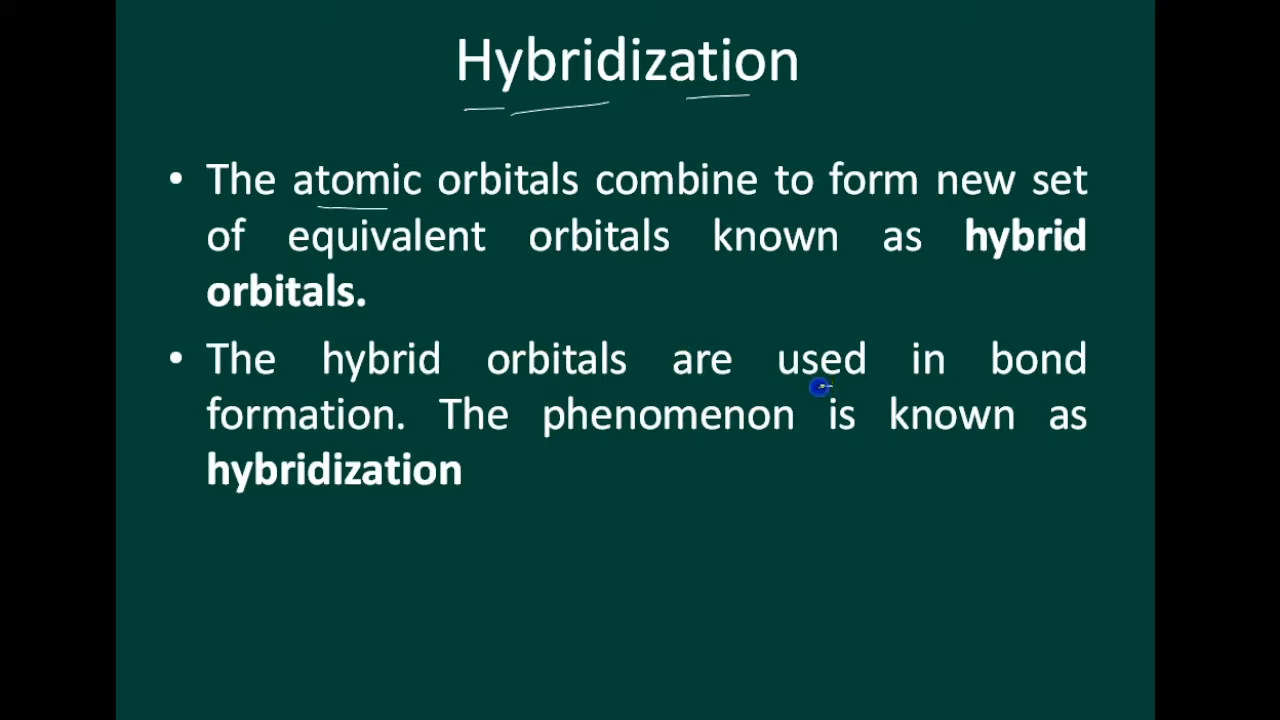 Hybridization
• The atomic orbitals combine to form new set
of equivalent orbitals known as hybrid
orbitals.
• The hybrid orbitals are used in bond
formation. The phenomenon is known as
hybridization